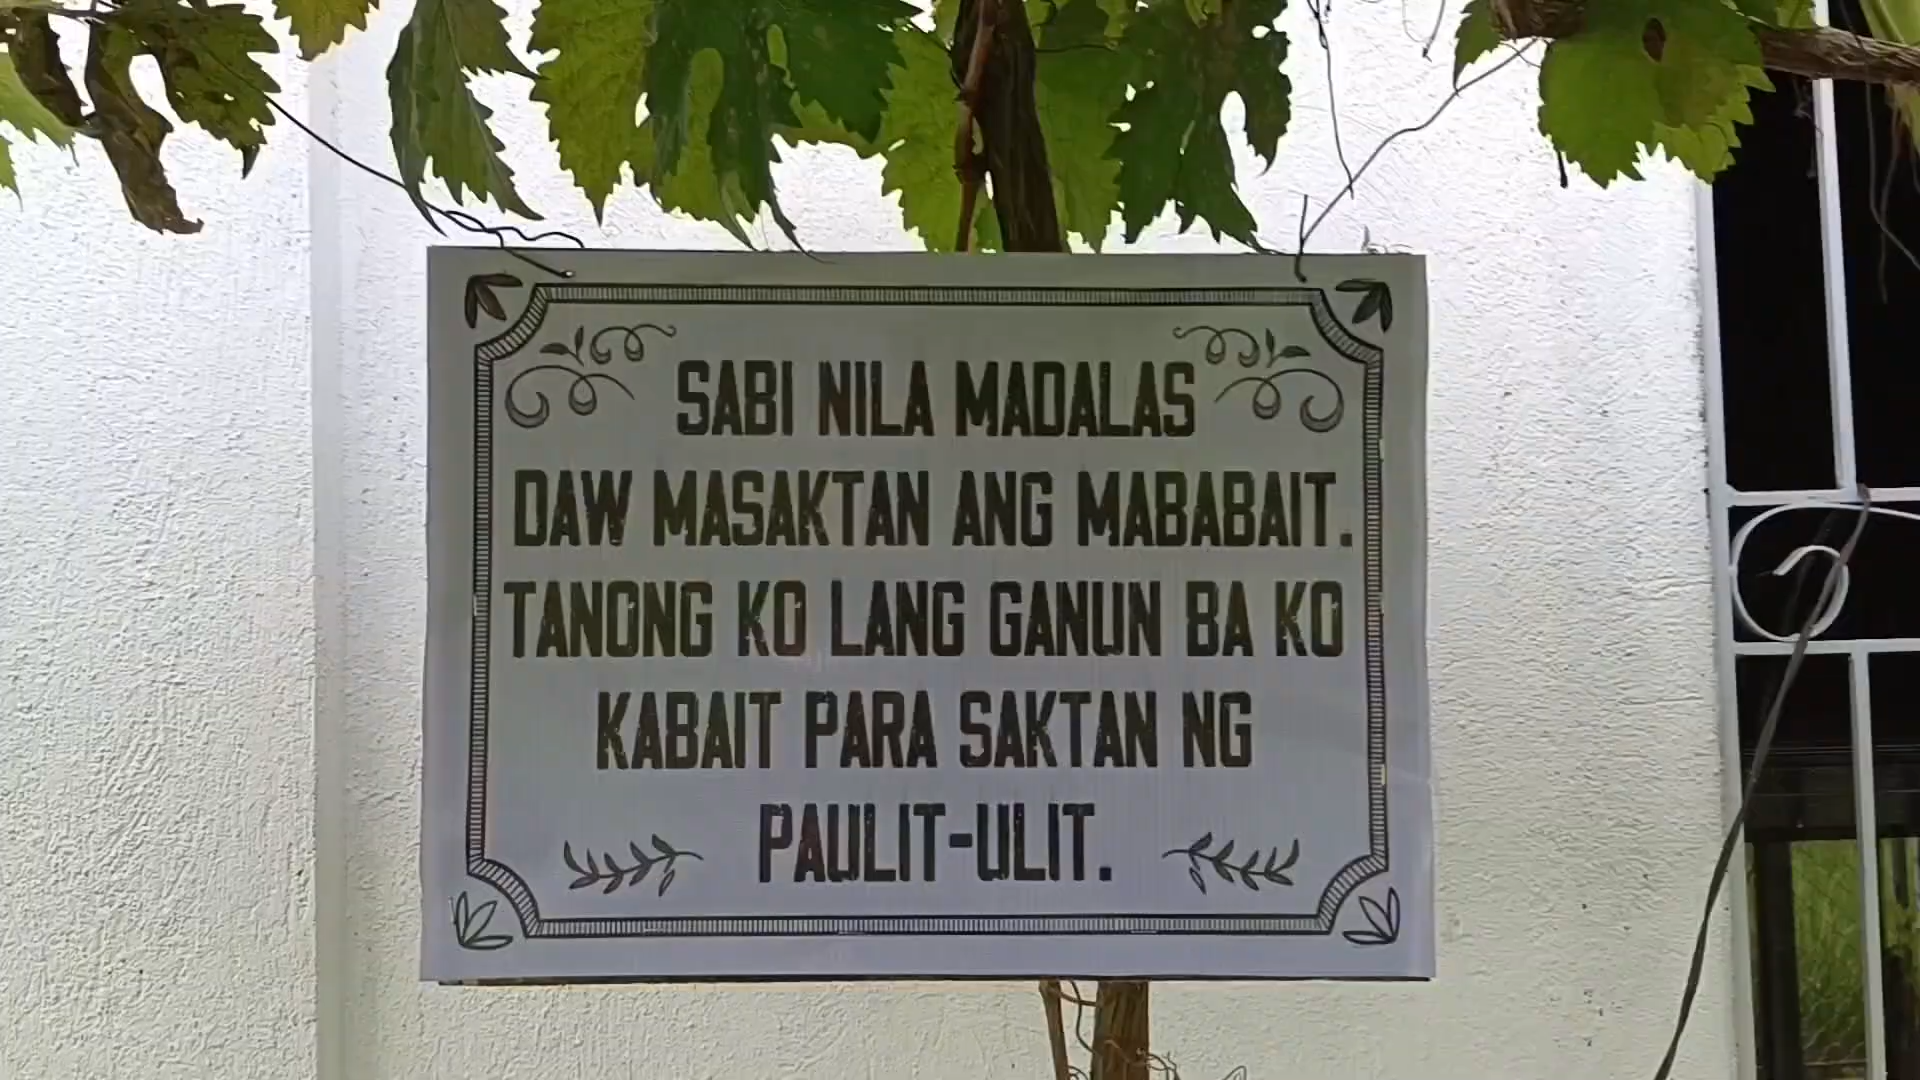 SABI NILA MADALAS
DAW MASAKTAN ANG MABABAIT.
TANONG KO LANG GANUN BA KO
KABAIT PARA SAKTAN NG
PAULIT-ULIT.